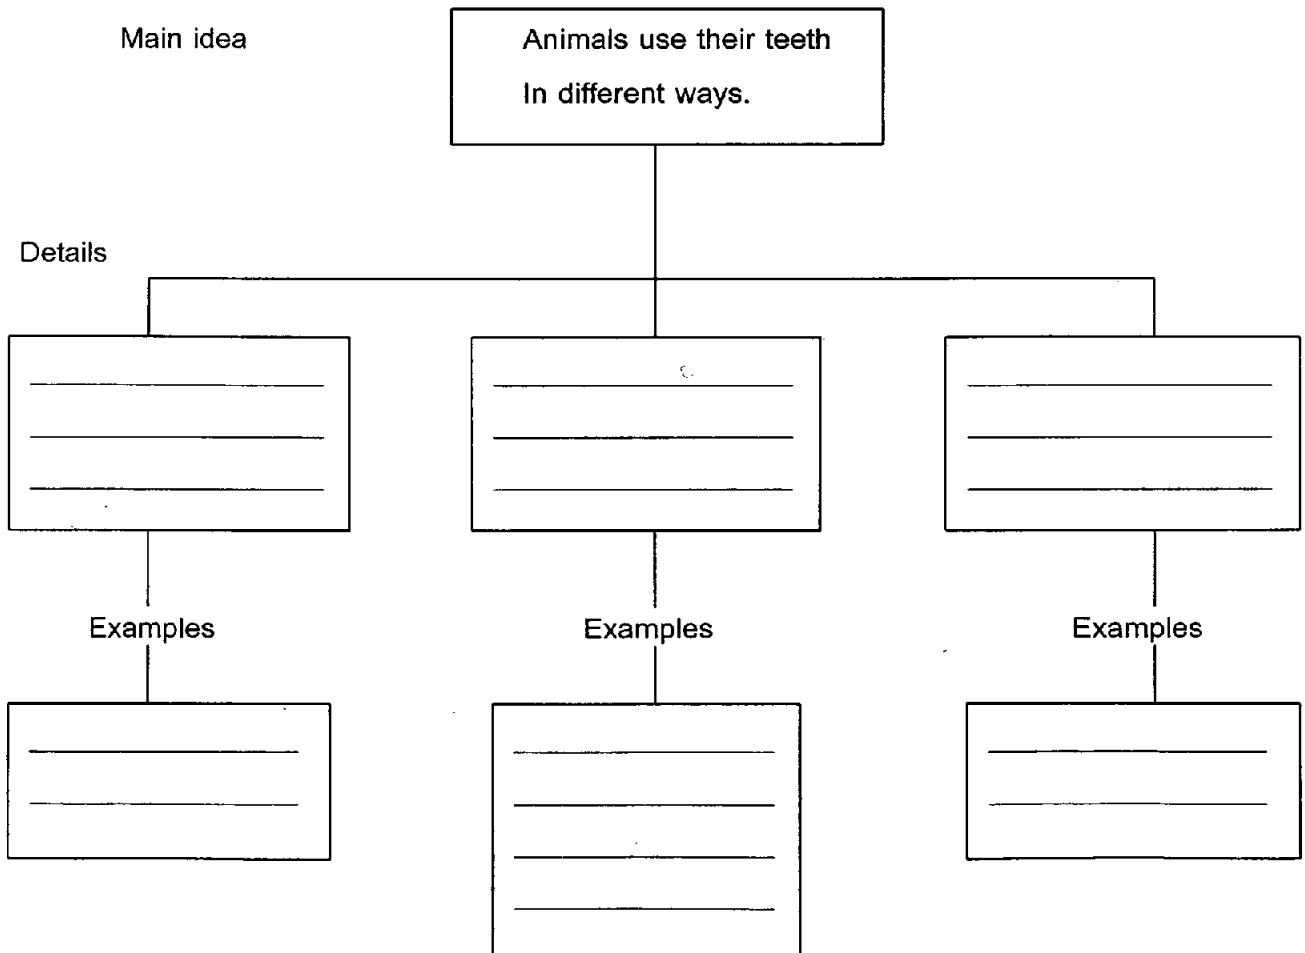 Main idea
Animals use their teeth
In different ways.
Details
Examples
Examples
Examples